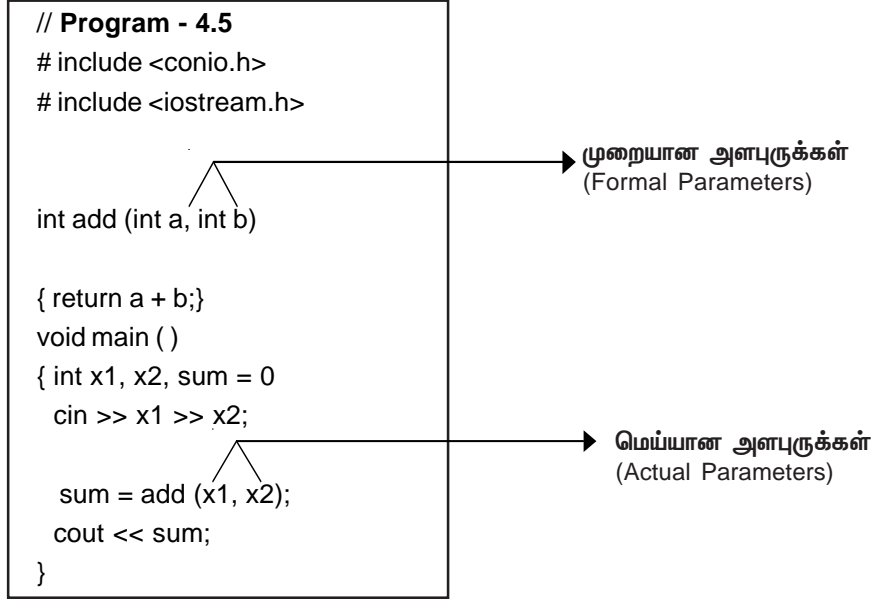 // Program - 4.5
# include <conio.h>
# include <iostream.h>
முறையான அளபுருக்கள்
(Formal Parameters)
int add (int a, int b)
{ return a + b;}
void main ( )
{ int x1, x2, sum = 0
cin >> x1 >> x2;
மெய்யான அளபுருக்கள்
(Actual Parameters)
sum = add (x1, x2);
cout << sum;
}